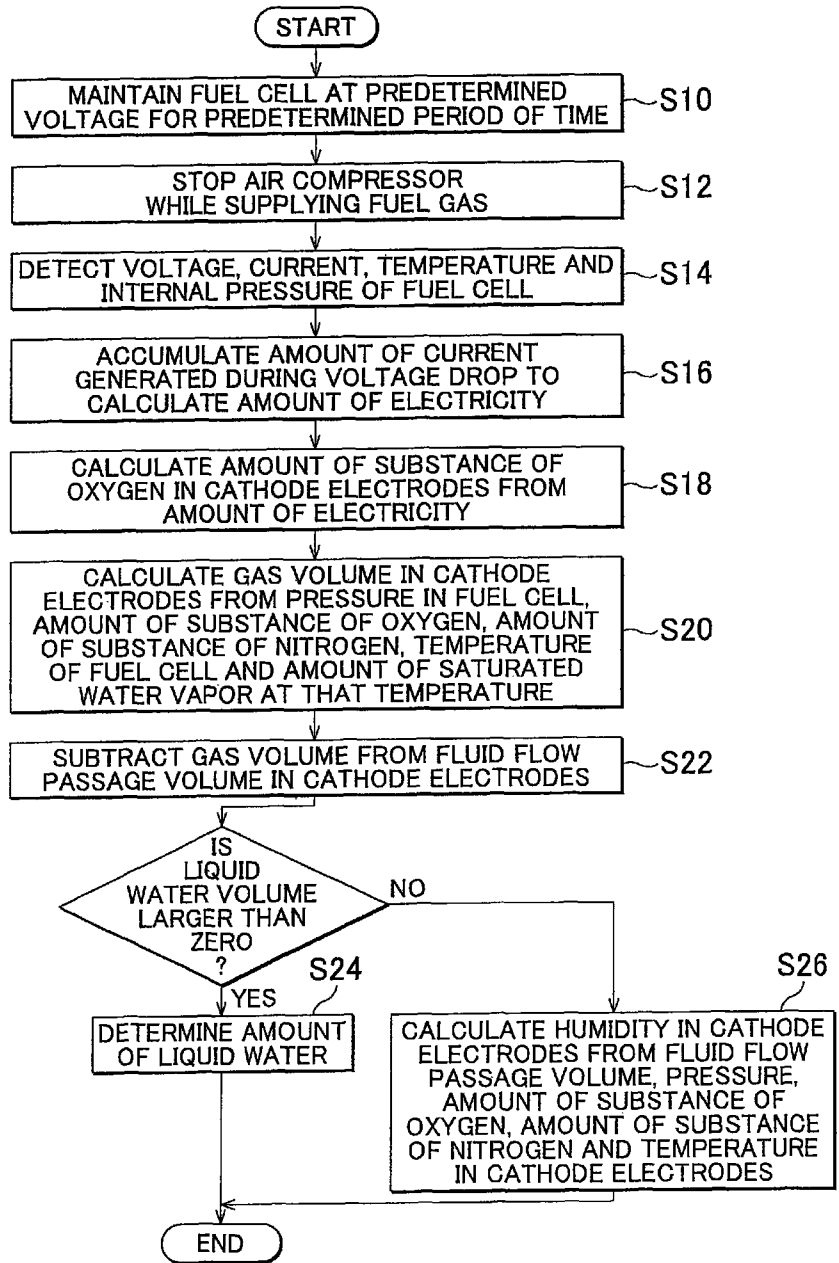 START
MAINTAIN FUEL CELL AT PREDETERMINED
VOLTAGE FOR PREDETERMINED PERIOD OF TIME
S10
STOP AIR COMPRESSOR
WHILE SUPPLYING FUEL GAS
S12
DETECT VOLTAGE, CURRENT, TEMPERATURE AND
INTERNAL PRESSURE OF FUEL CELL
S14
ACCUMULATE AMOUNT OF CURRENT
GENERATED DURING VOLTAGE DROP TO
CALCULATE AMOUNT OF ELECTRICITY
S16
CALCULATE AMOUNT OF SUBSTANCE OF
OXYGEN IN CATHODE ELECTRODES FROM
AMOUNT OF ELECTRICITY
S18
CALCULATE GAS VOLUME IN CATHODE
ELECTRODES FROM PRESSURE IN FUEL CELL,
AMOUNT OF SUBSTANCE OF OXYGEN, AMOUNT
OF SUBSTANCE OF NITROGEN, TEMPERATURE
OF FUEL CELL AND AMOUNT OF SATURATED
WATER VAPOR AT THAT TEMPERATURE
S20
SUBTRACT GAS VOLUME FROM FLUID FLOW
PASSAGE VOLUME IN CATHODE ELECTRODES
S22
IS
LIQUID
WATER VOLUME
LARGER THAN
ZERO
?
NO
YES
S24
DETERMINE AMOUNT
OF LIQUID WATER
S26
CALCULATE HUMIDITY IN CATHODE
ELECTRODES FROM FLUID FLOW
PASSAGE VOLUME, PRESSURE,
AMOUNT OF SUBSTANCE OF
OXYGEN, AMOUNT OF SUBSTANCE
OF NITROGEN AND TEMPERATURE
IN CATHODE ELECTRODES
END